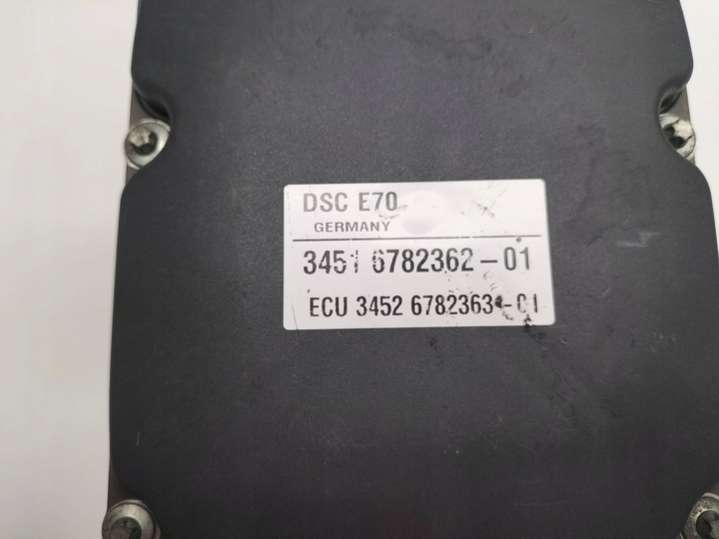 DSC E70
GERMANY
3451 6782362-01
ECU 3452 6782363-01